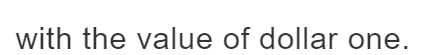 with the value of dollar one.